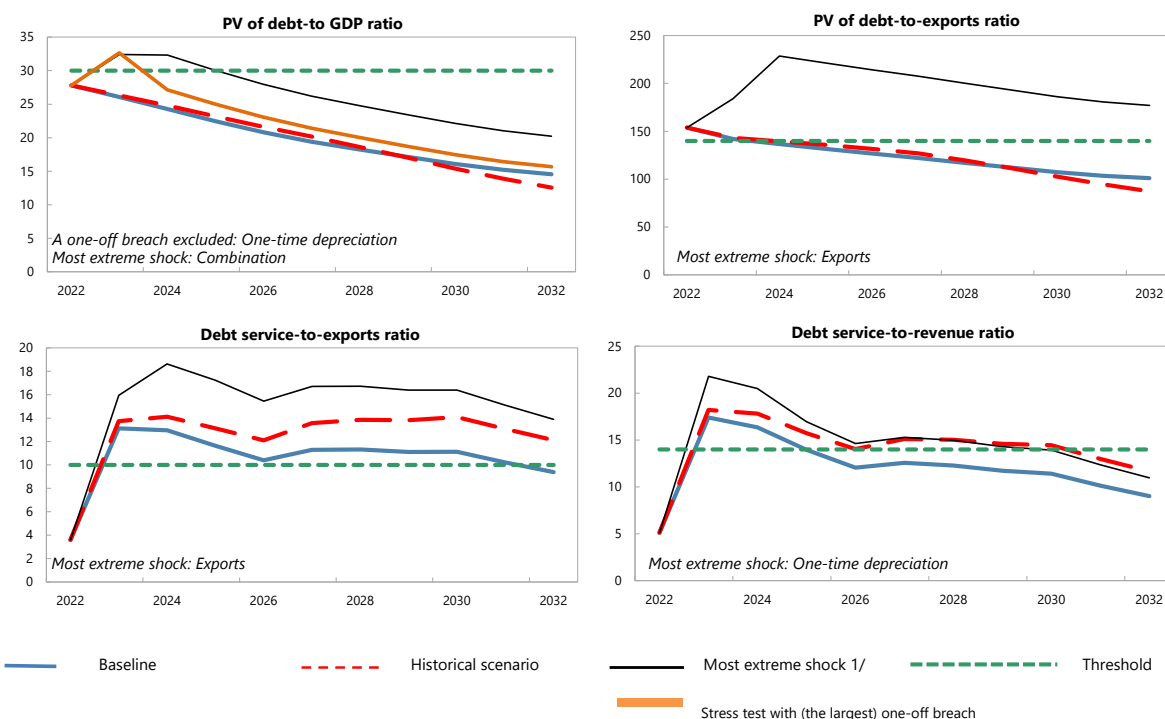 PV of debt-to GDP ratio
35
30
25
20
15
10
5
0
A one-off breach excluded: One-time depreciation
Most extreme shock: Combination
2022 2024 2026 2028 2030 2032
PV of debt-to-exports ratio
250
200
150
100
50
0
Most extreme shock: Exports
2022 2024 2026 2028 2030 2032
Debt service-to-exports ratio
20
18
16
14
12
10
8
6
4
2
0
Most extreme shock: Exports
2022 2024 2026 2028 2030 2032
Debt service-to-revenue ratio
25
20
15
10
5
0
Most extreme shock: One-time depreciation
2022 2024 2026 2028 2030 2032
Baseline Historical scenario Most extreme shock 1/ Threshold
Stress test with (the largest) one-off breach